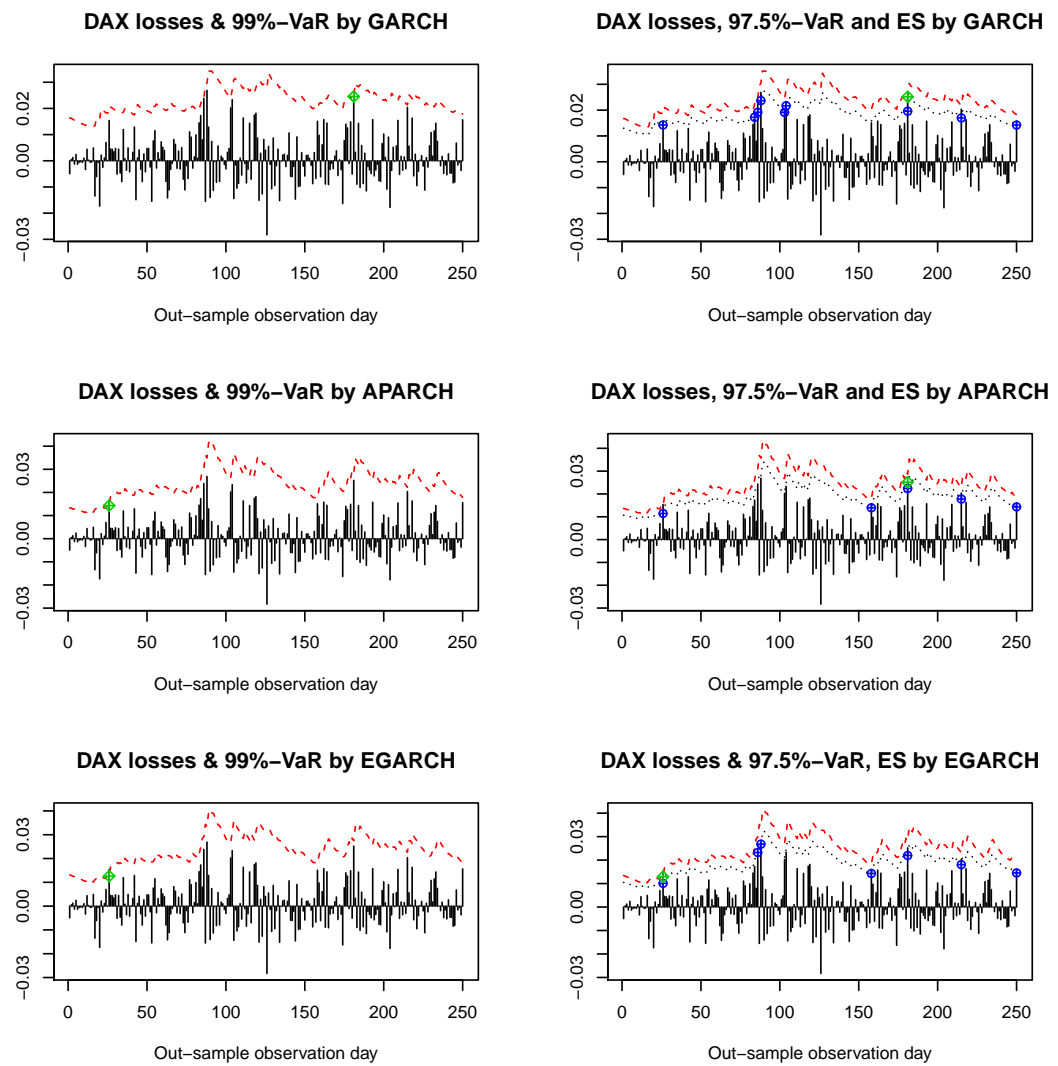 DAX losses & 99%−VaR by GARCH
0.02
0.00
−0.03
0 50 100 150 200 250
Out−sample observation day
DAX losses, 97.5%−VaR and ES by GARCH
0.02
0.00
−0.03
0 50 100 150 200 250
Out−sample observation day
DAX losses & 99%−VaR by APARCH
0.03
0.00
−0.03
0 50 100 150 200 250
Out−sample observation day
DAX losses, 97.5%−VaR and ES by APARCH
0.03
0.00
−0.03
0 50 100 150 200 250
Out−sample observation day
DAX losses & 99%−VaR by EGARCH
0.03
0.00
−0.03
0 50 100 150 200 250
Out−sample observation day
DAX losses & 97.5%−VaR, ES by EGARCH
0.03
0.00
−0.03
0 50 100 150 200 250
Out−sample observation day